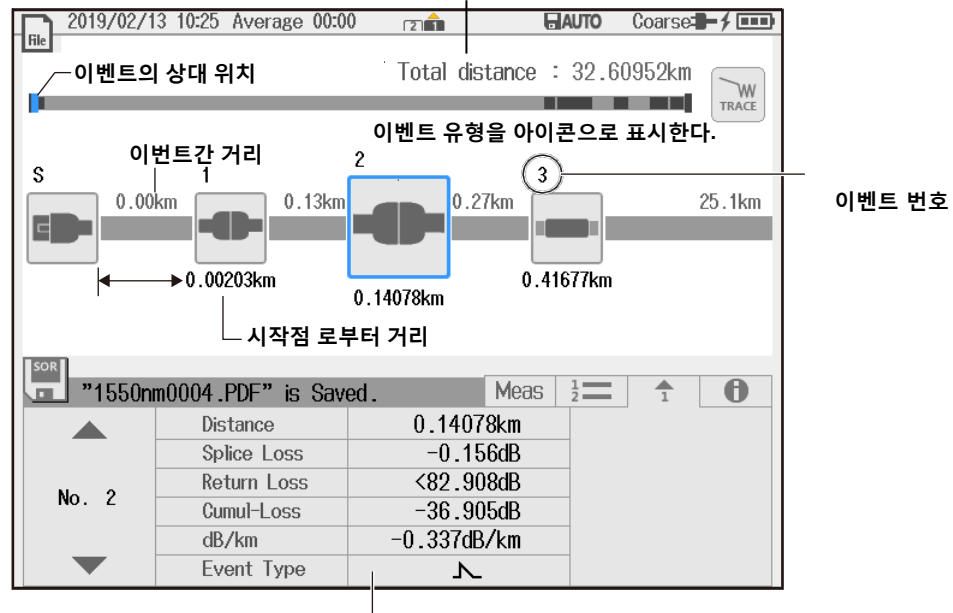 2019/02/13 10:25 Average 00:00 2 1 AUTO Coarse
File
이벤트의 상대 위치
Total distance : 32.60952km
TRACE
이벤트 유형을 아이콘으로 표시한다.
이번트간 거리
S 1 2 3
이벤트 번호
0.00km 0.13km 0.27km 25.1km
0.00203km 0.14078km 0.41677km
시작점 로부터 거리
SOR
"1550nm0004.PDF" is Saved.
Meas 1 2 1
Distance 0.14078km
Splice Loss -0.156dB
Return Loss <82.908dB
No. 2
Cumul-Loss -36.905dB
dB/km -0.337dB/km
Event Type